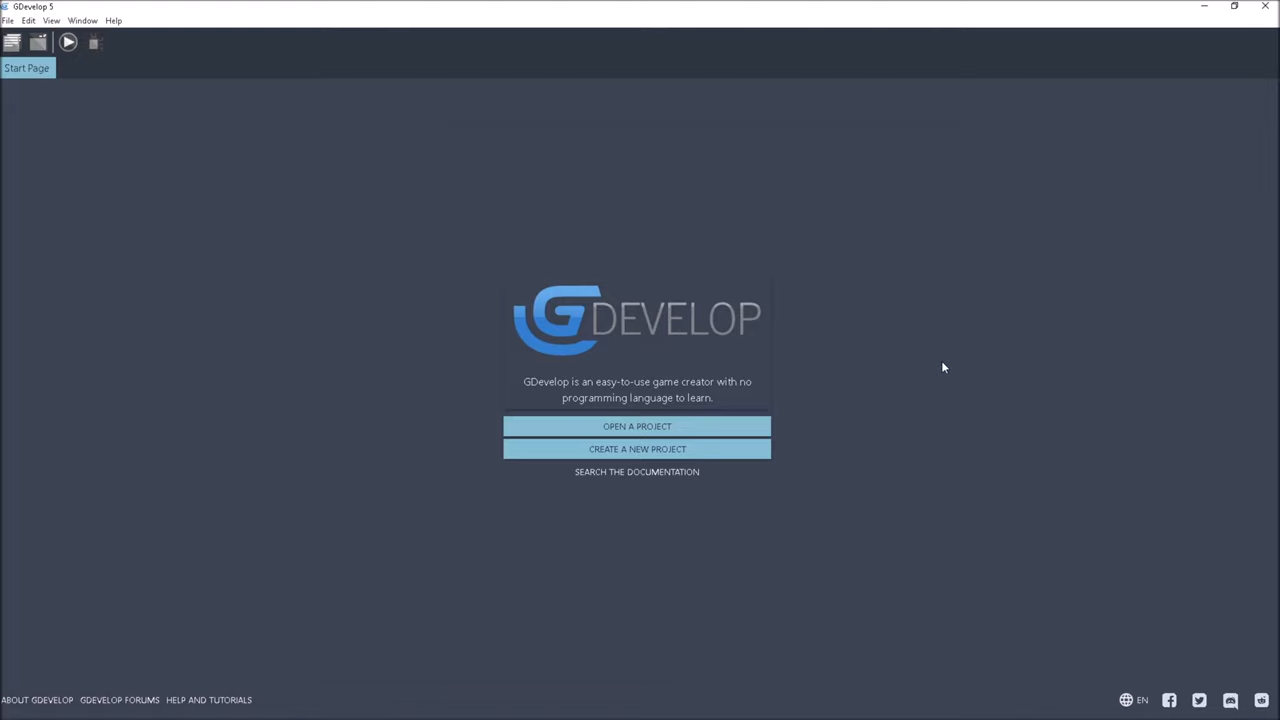 GDevelop 5
File Edit View Window Help
Start Page
GDEVELOP
GDevelop is an easy-to-use game creator with no
programming language to learn.
OPEN A PROJECT
CREATE A NEW PROJECT
SEARCH THE DOCUMENTATION
ABOUT GDEVELOP GDEVELOP FORUMS HELP AND TUTORIALS EN